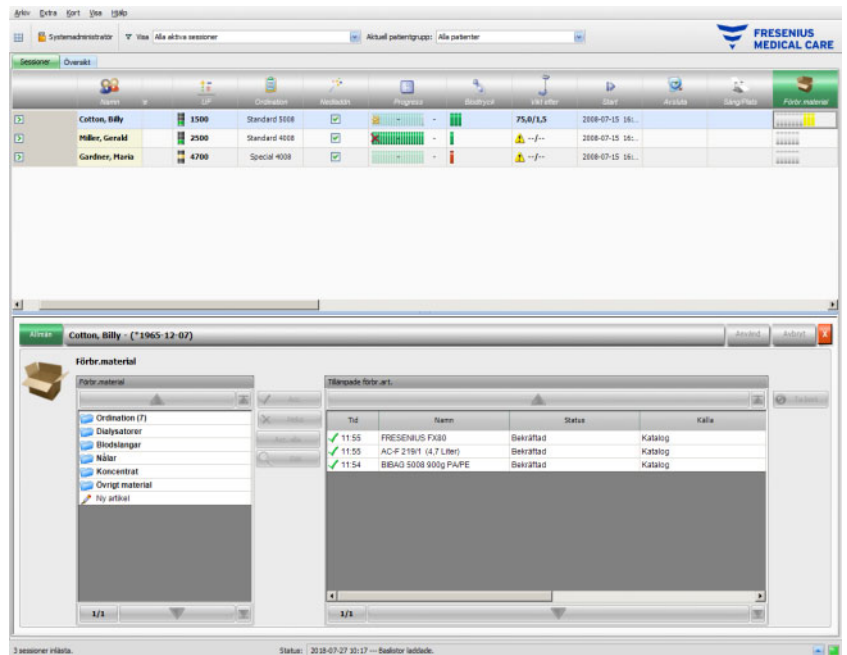 Arkiv Extra Kort Visa Hjälp
Systemadministratör Visa Alla aktiva sessioner Aktuell patientgrupp: Alla patienter
FRESENIUS
MEDICAL CARE
Sessioner Översikt
Namn UF Ordination Nedladdn Progress Blodtryck Vikt efter Start Avsluta Säng/Plats Förbr.material
Cotton, Billy 1500 Standard 5008 - - 75,0/1,5 2008-07-15 16:...
Miller, Gerald 2500 Standard 4008 - --/-- 2008-07-15 16:...
Gardner, Maria 4700 Special 4008 - - --/-- 2008-07-15 16:...
Allmän Cotton, Billy - (*1965-12-07) Använd Avbryt X
Förbr.material
Förbr.material Tillämpade förbr.art.
Tid Namn Status Källa
Ordination (7)
Dialysatorer
Blodslangar
Nålar
Koncentrat
Övrigt material
Ny artikel
11:55 FRESENIUS FX80 Bekräftad Katalog
11:55 AC-F 219/1 (4,7 Liter) Bekräftad Katalog
11:54 BIBAG 5008 900g PA/PE Bekräftad Katalog
1/1 1/1
3 sessioner inlästa. Status: 2018-07-27 10:17 --- Baslistor laddade.